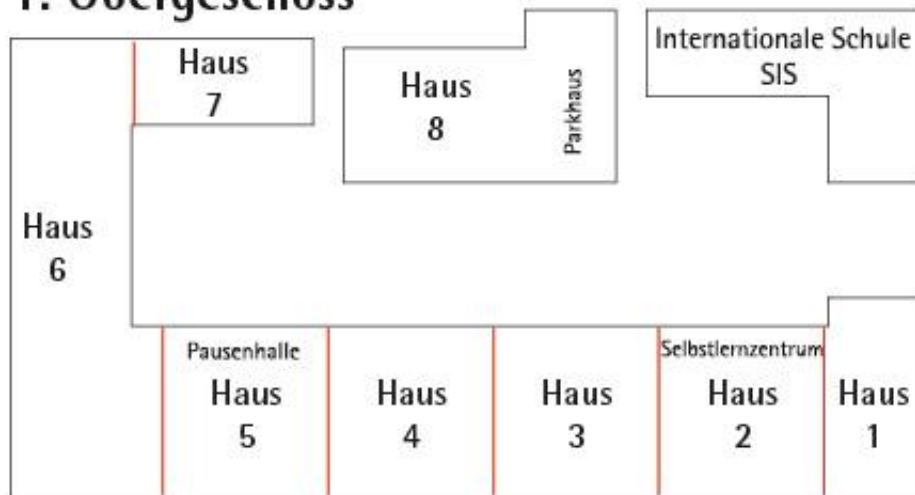 1. Obergeschoss
Haus
7
Haus
8
Parkhaus
Internationale Schule
SIS
Haus
6
Pausenhalle
Haus
5
Haus
4
Haus
3
Selbstlernzentrum
Haus
2
Haus
1